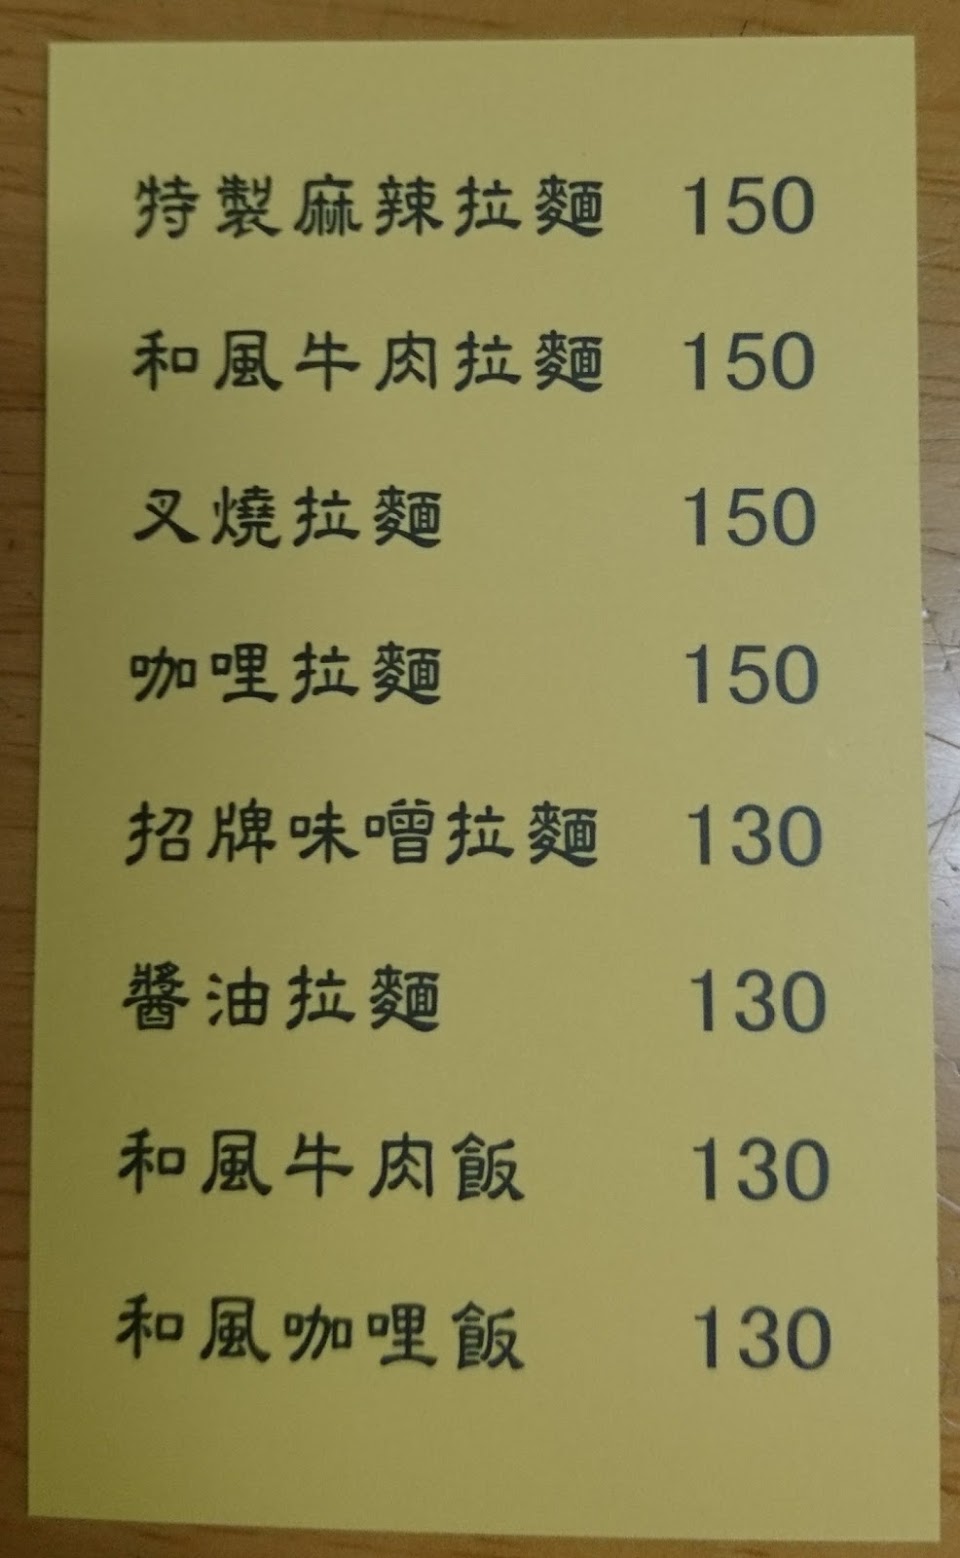 特製麻辣拉麵 150
和風牛肉拉麵 150
叉燒拉麵 150
咖哩拉麵 150
招牌味噌拉麵 130
醬油拉麵 130
和風牛肉飯 130
和風咖哩飯 130